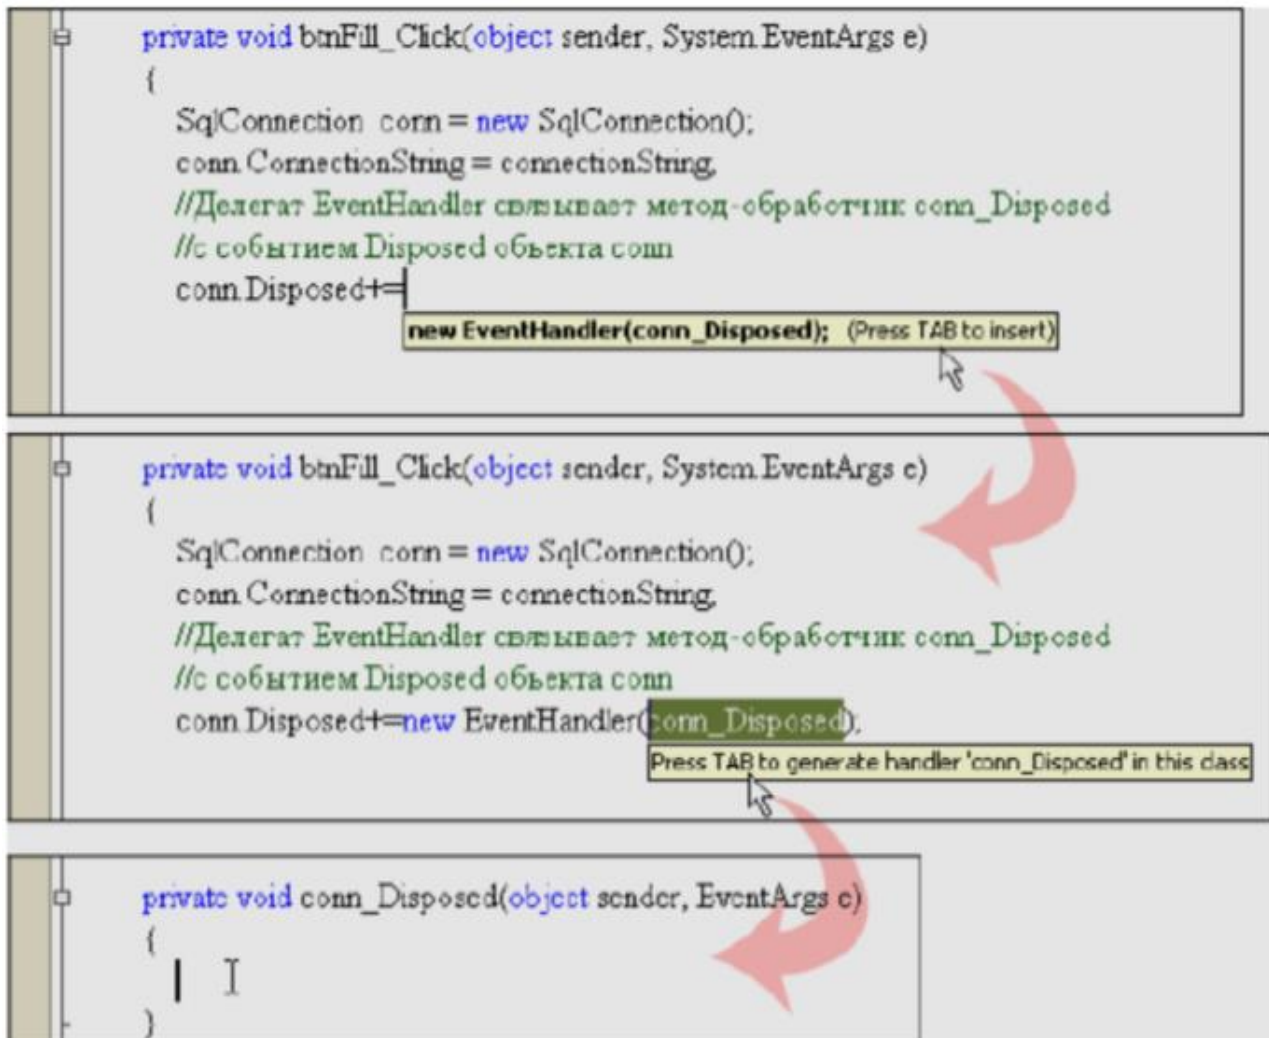 private void btnFill_Click(object sender, System.EventArgs e)
{
SqlConnection conn = new SqlConnection();
conn.ConnectionString = connectionString;
//Делегат EventHandler связывает метод-обработчик conn_Disposed
//с событием Disposed объекта conn
conn.Disposed+=
new EventHandler(conn_Disposed); (Press TAB to insert)
private void btnFill_Click(object sender, System.EventArgs e)
{
SqlConnection conn = new SqlConnection();
conn.ConnectionString = connectionString;
//Делегат EventHandler связывает метод-обработчик conn_Disposed
//с событием Disposed объекта conn
conn.Disposed+=new EventHandler(conn_Disposed);
Press TAB to generate handler 'conn_Disposed' in this class
private void conn_Disposed(object sender, EventArgs e)
{
}